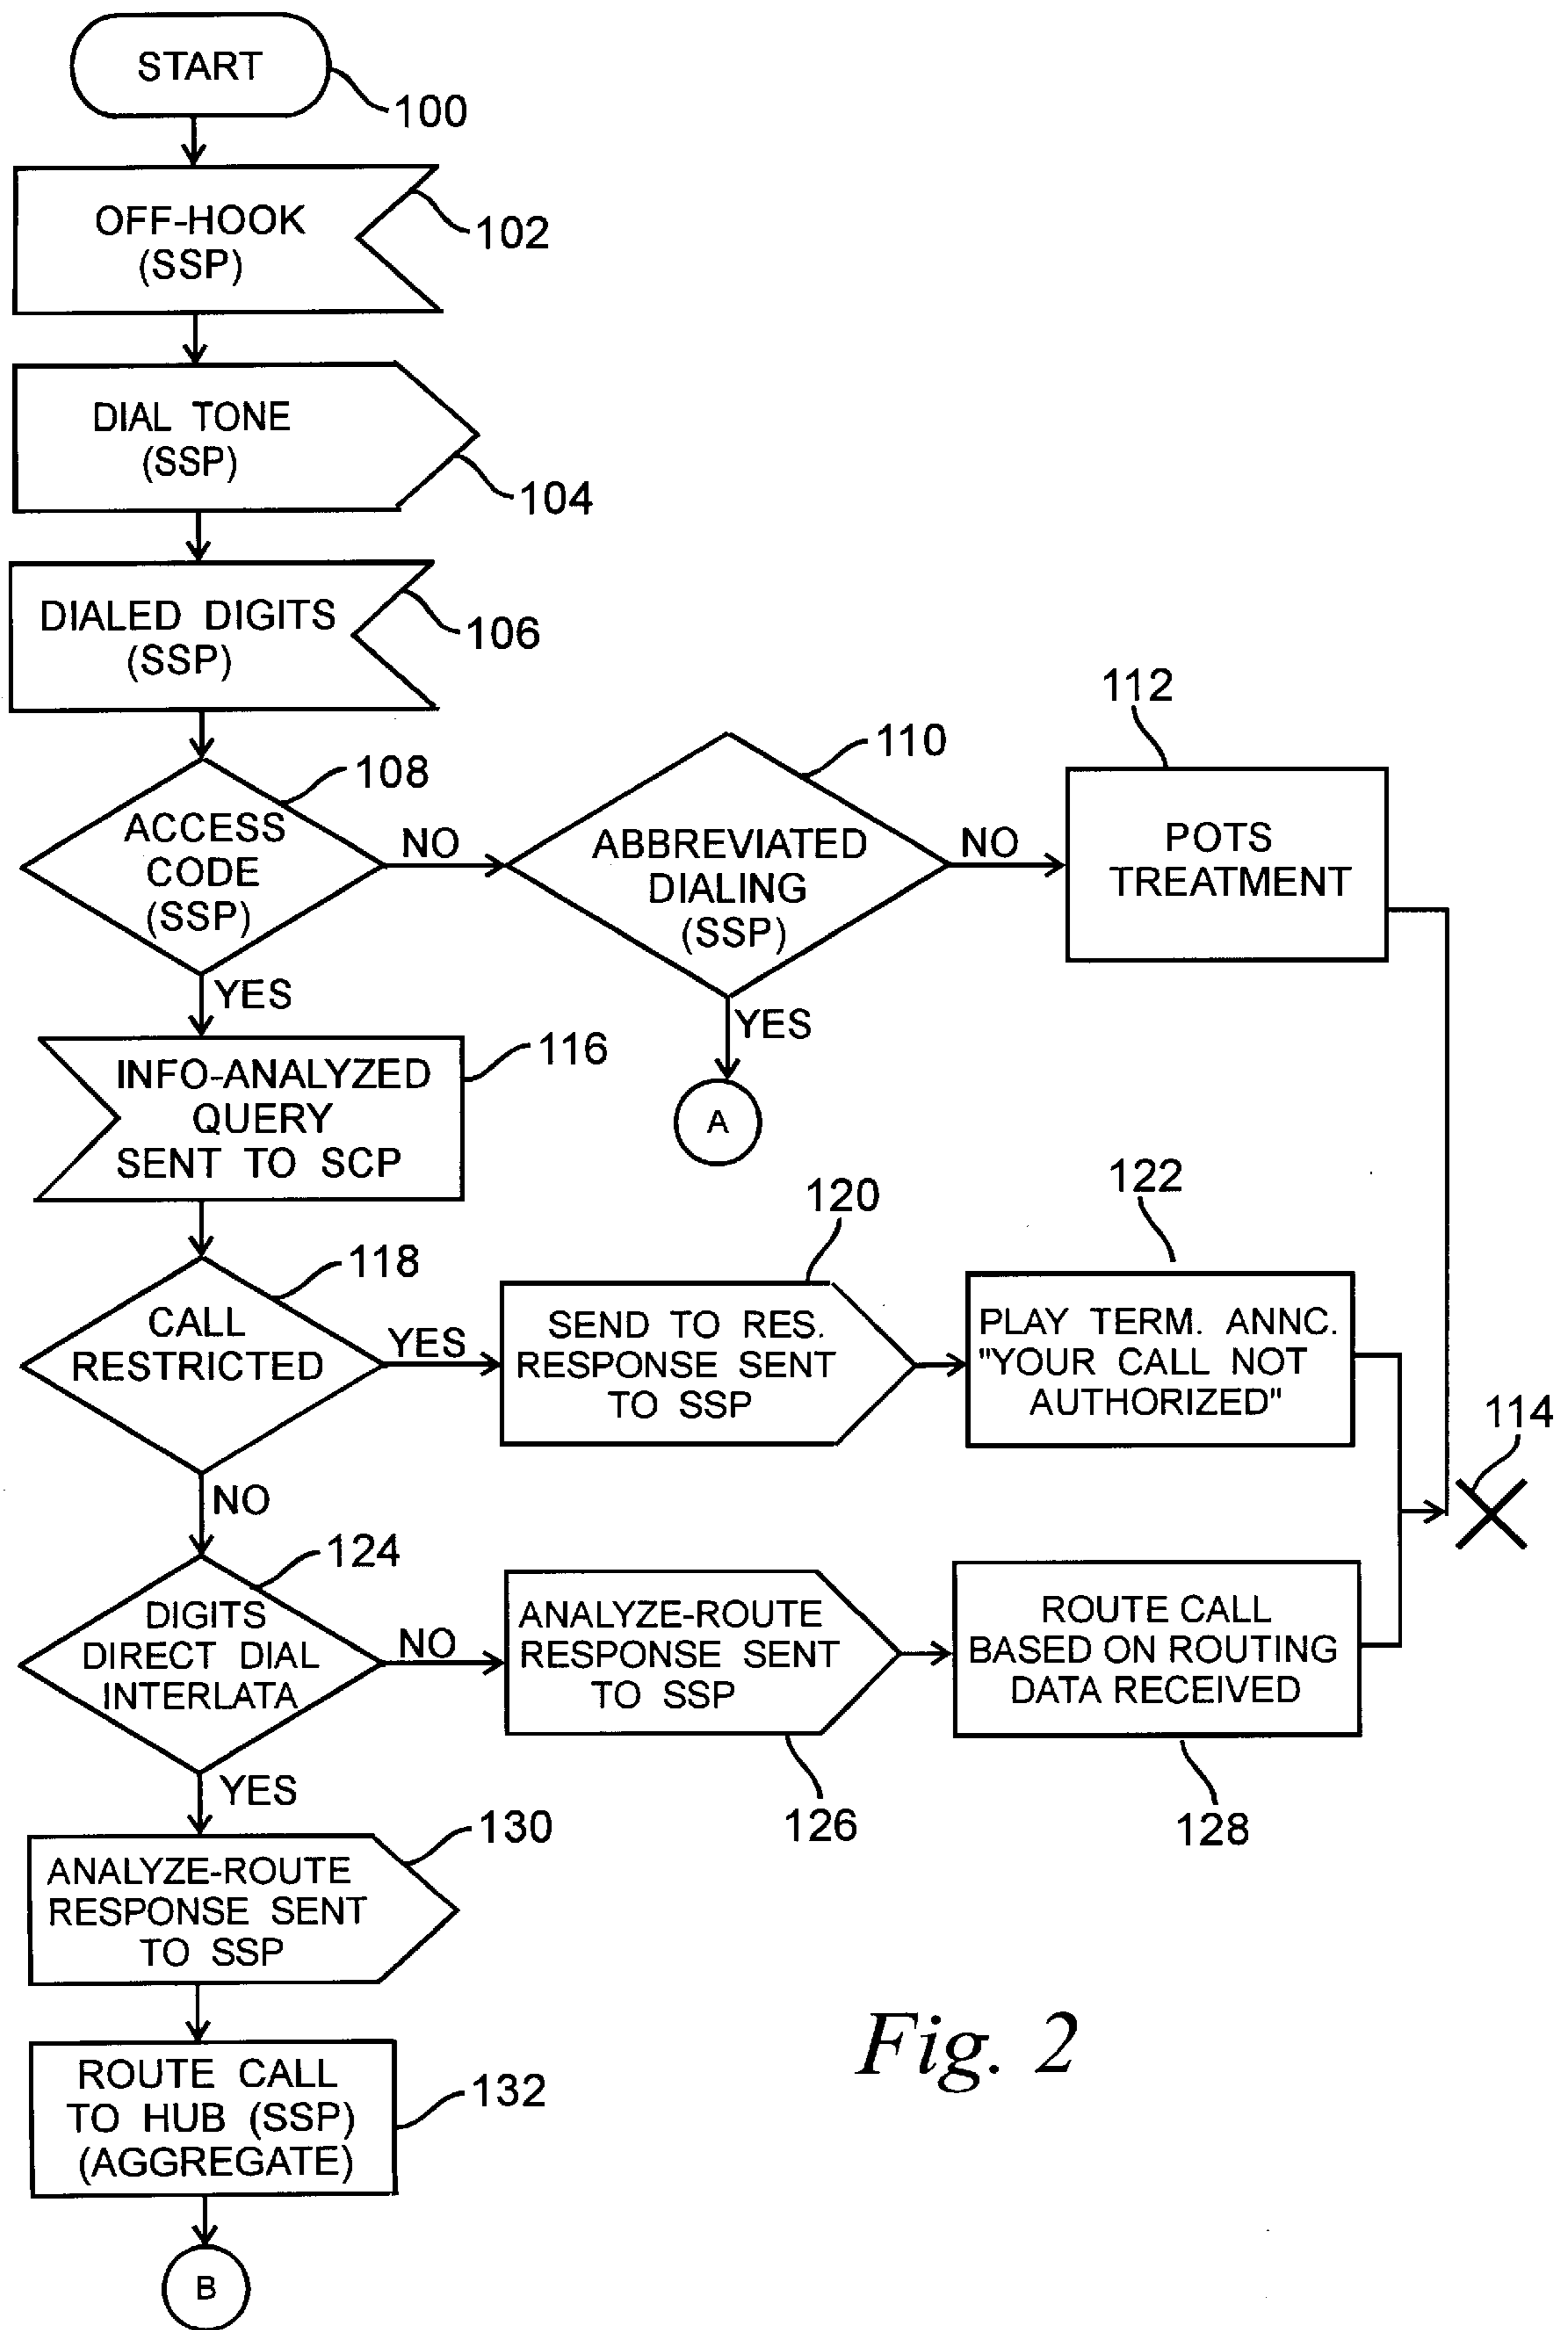 START
100
OFF-HOOK
(SSP)
102
DIAL TONE
(SSP)
104
DIALED DIGITS
(SSP)
106
108
ACCESS
CODE
(SSP)
NO
110
ABBREVIATED
DIALING
(SSP)
NO
112
POTS
TREATMENT
YES
YES
A
116
INFO-ANALYZED
QUERY
SENT TO SCP
118
CALL
RESTRICTED
YES
120
SEND TO RES.
RESPONSE SENT
TO SSP
122
PLAY TERM. ANNC.
"YOUR CALL NOT
AUTHORIZED"
114
NO
124
DIGITS
DIRECT DIAL
INTERLATA
NO
ANALYZE-ROUTE
RESPONSE SENT
TO SSP
126
ROUTE CALL
BASED ON ROUTING
DATA RECEIVED
128
YES
130
ANALYZE-ROUTE
RESPONSE SENT
TO SSP
ROUTE CALL
TO HUB (SSP)
(AGGREGATE)
132
B
Fig. 2